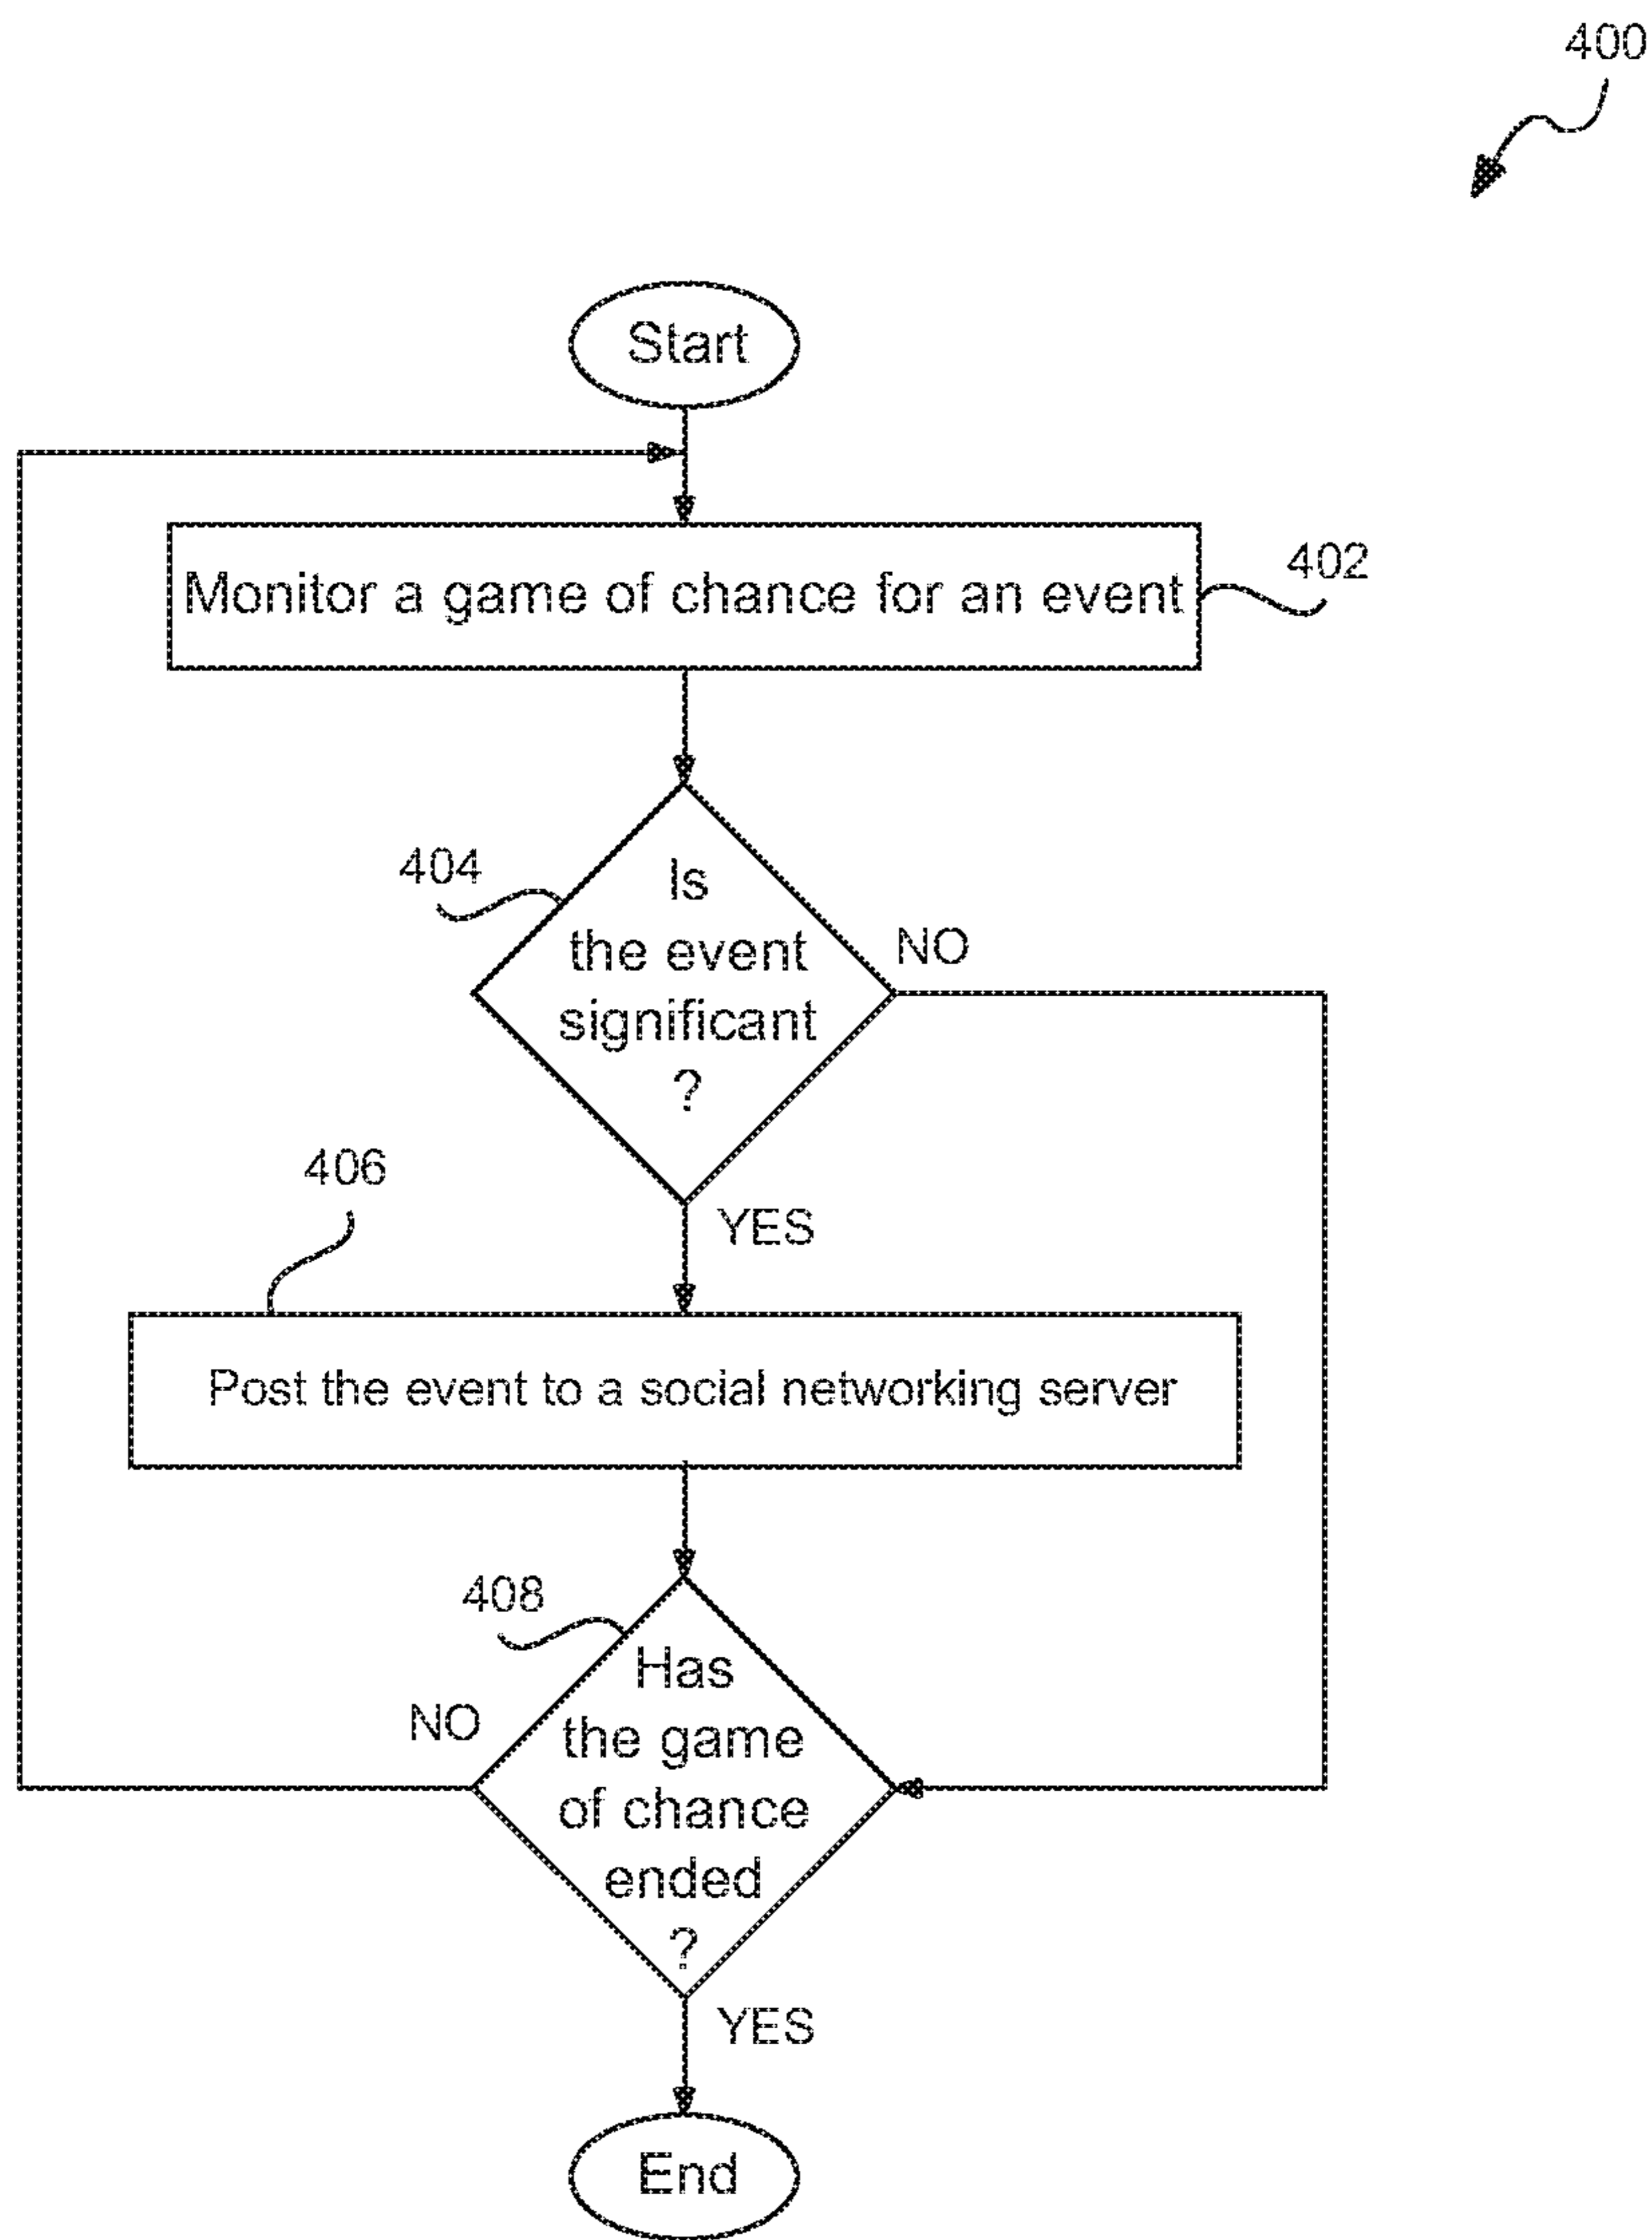 400
Start
Monitor a game of chance for an event
402
404
Is
the event
significant
?
NO
YES
406
Post the event to a social networking server
408
Has
the game
of chance
ended
?
NO
YES
End